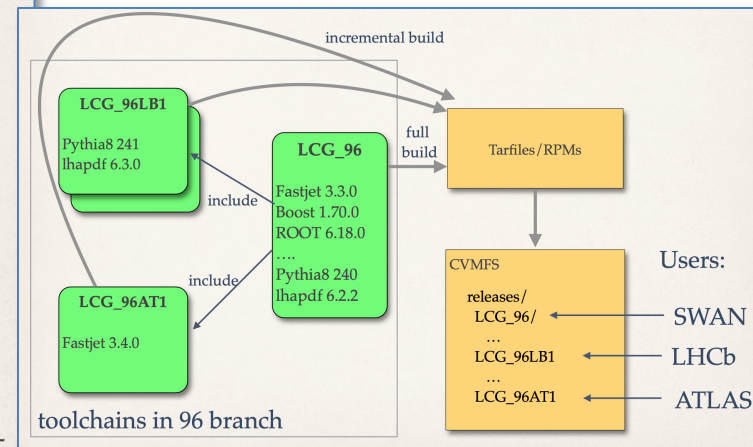 incremental build
LCG_96LB1
Pythia8 241
lhapdf 6.3.0
include
LCG_96
Fastjet 3.3.0
Boost 1.70.0
ROOT 6.18.0
....
Pythia8 240
lhapdf 6.2.2
full
build
Tarfiles/RPMs
include
LCG_96AT1
Fastjet 3.4.0
toolchains in 96 branch
CVMFS
releases/
LCG_96/
...
LCG_96LB1
...
LCG_96AT1
Users:
SWAN
LHCb
ATLAS